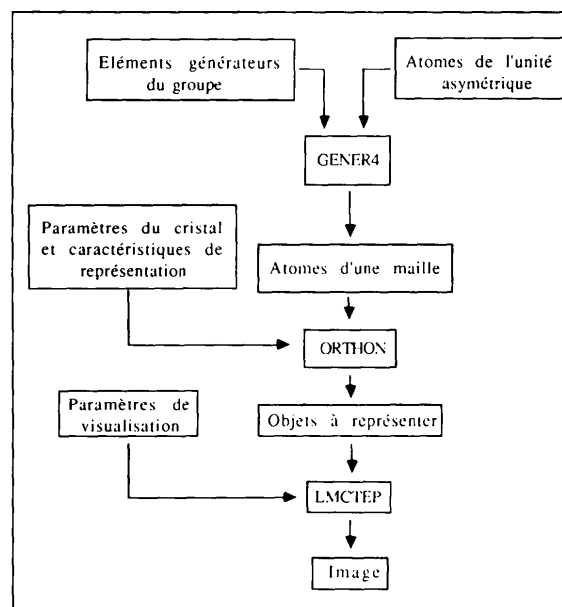 Eléments générateurs
du groupe
Atomes de l'unité
asymétrique
GENER4
Paramètres du cristal
et caractéristiques de
représentation
Atomes d'une maille
ORTHON
Paramètres de
visualisation
Objets à représenter
LMCTEP
Image